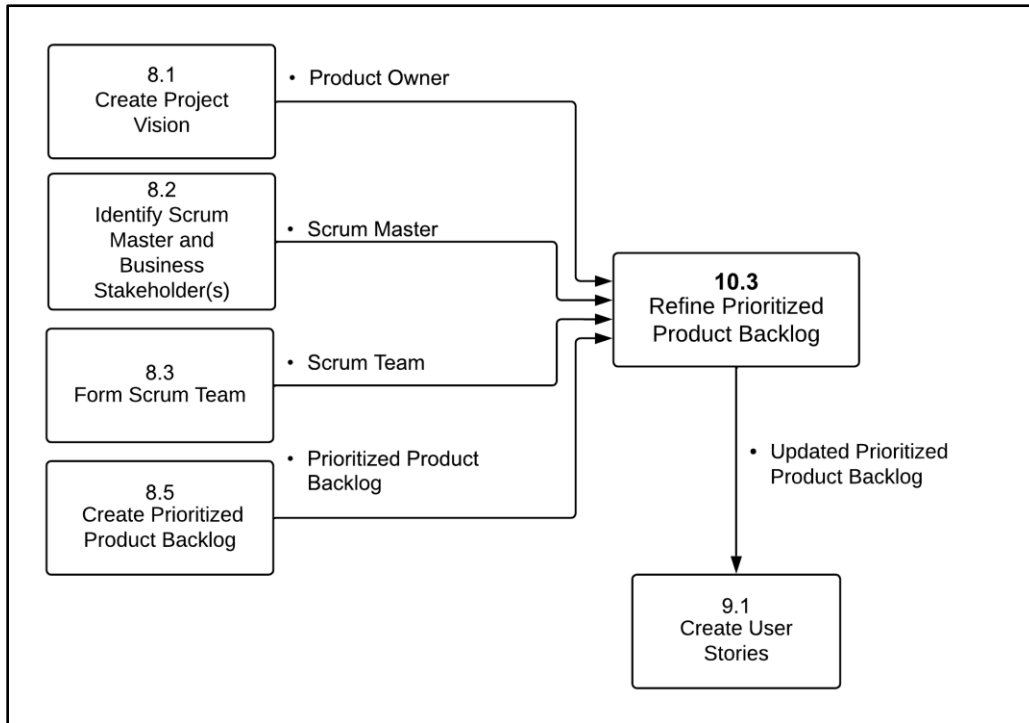 8.1
Create Project
Vision
• Product Owner
8.2
Identify Scrum
Master and
Business
Stakeholder(s)
• Scrum Master
8.3
Form Scrum Team
• Scrum Team
8.5
Create Prioritized
Product Backlog
• Prioritized Product
Backlog
10.3
Refine Prioritized
Product Backlog
• Updated Prioritized
Product Backlog
9.1
Create User
Stories